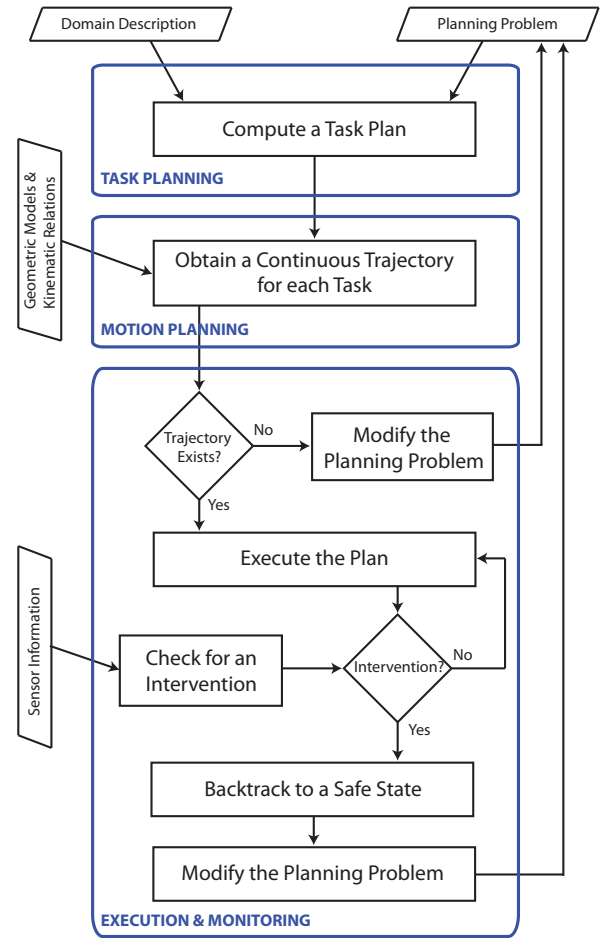 Domain Description
Planning Problem
Compute a Task Plan
TASK PLANNING
Geometric Models &
Kinematic Relations
Obtain a Continuous Trajectory
for each Task
MOTION PLANNING
Trajectory
Exists?
No
Modify the
Planning Problem
Yes
Execute the Plan
Sensor Information
Check for an
Intervention
Intervention?
No
Yes
Backtrack to a Safe State
Modify the Planning Problem
EXECUTION & MONITORING